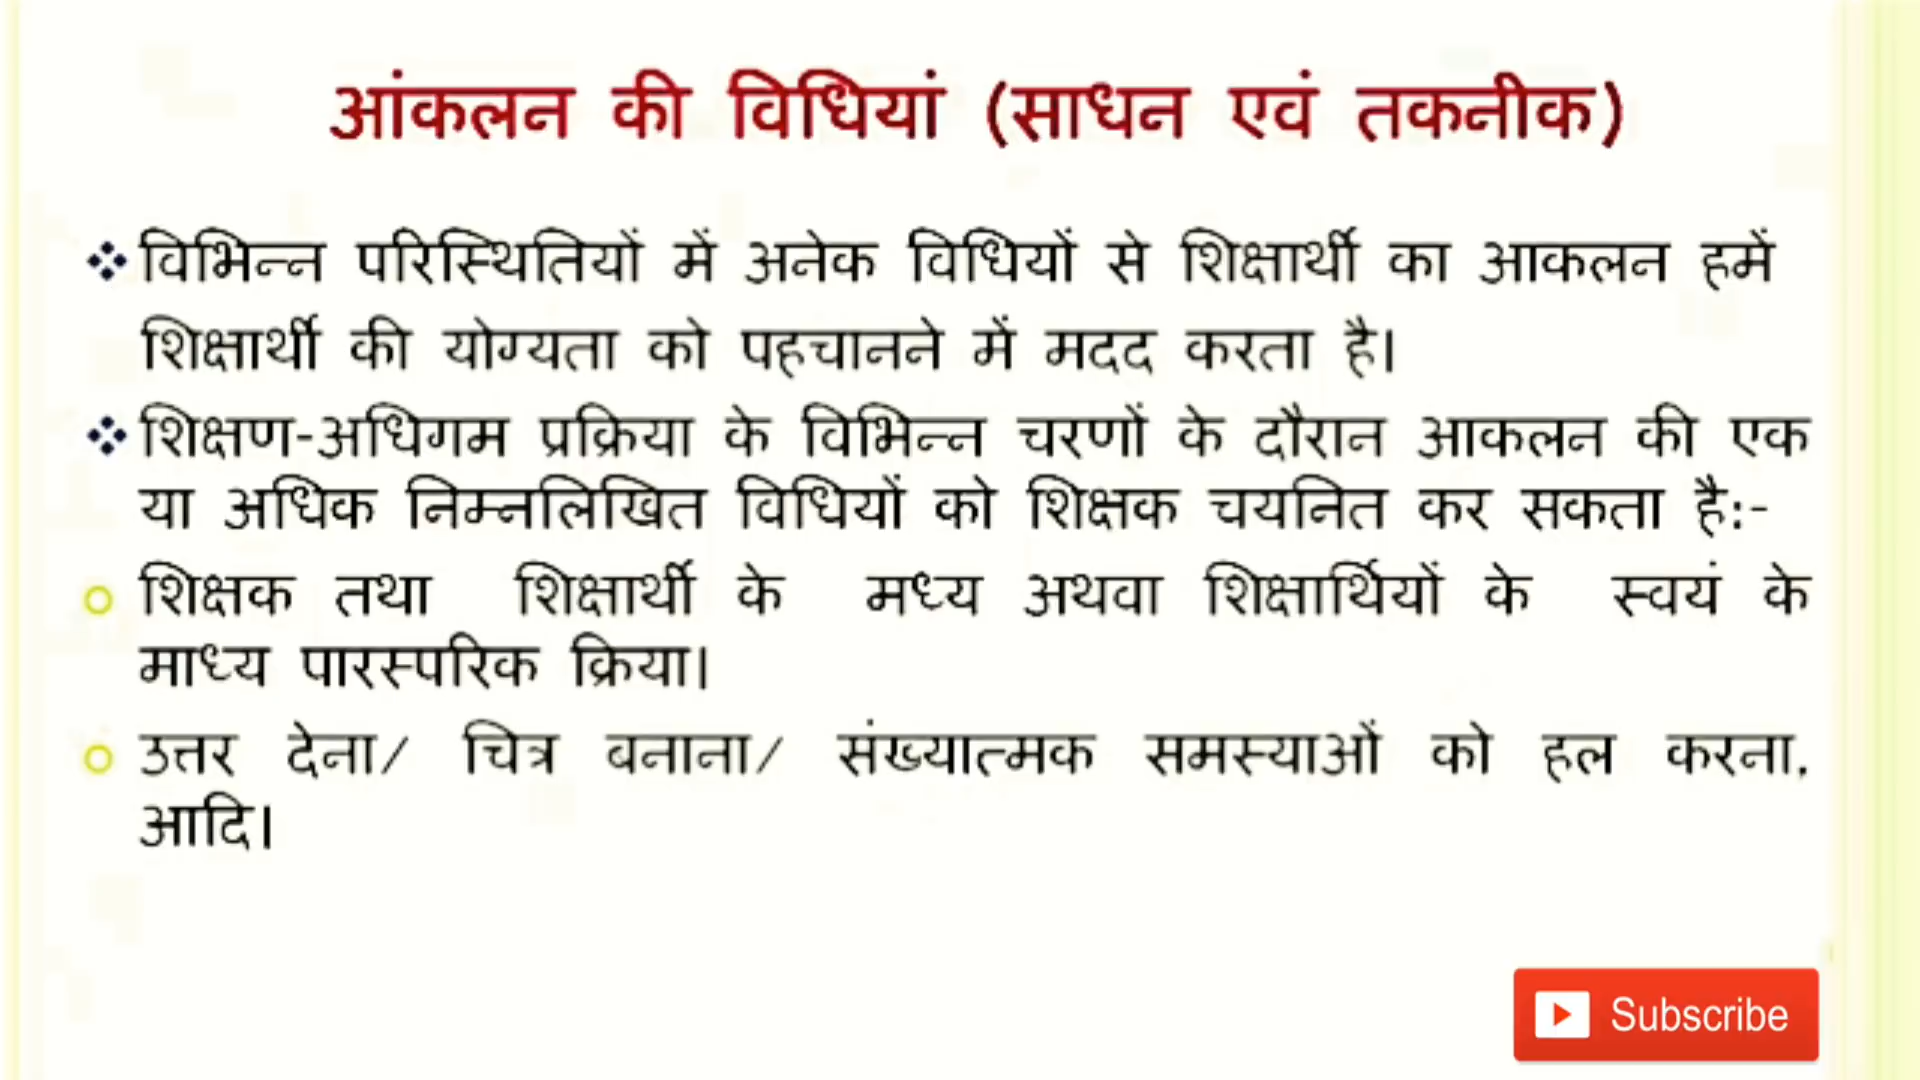 आंकलन की विधियां (साधन एवं तकनीक)
❖विभिन्न परिस्थितियों में अनेक विधियों से शिक्षार्थी का आकलन हमें
शिक्षार्थी की योग्यता को पहचानने में मदद करता है।
❖शिक्षण-अधिगम प्रक्रिया के विभिन्न चरणों के दौरान आकलन की एक
या अधिक निम्नलिखित विधियों को शिक्षक चयनित कर सकता है:-
o शिक्षक तथा शिक्षार्थी के मध्य अथवा शिक्षार्थियों के स्वयं के
माध्य पारस्परिक क्रिया।
o उत्तर देना/ चित्र बनाना/ संख्यात्मक समस्याओं को हल करना,
आदि।
Subscribe